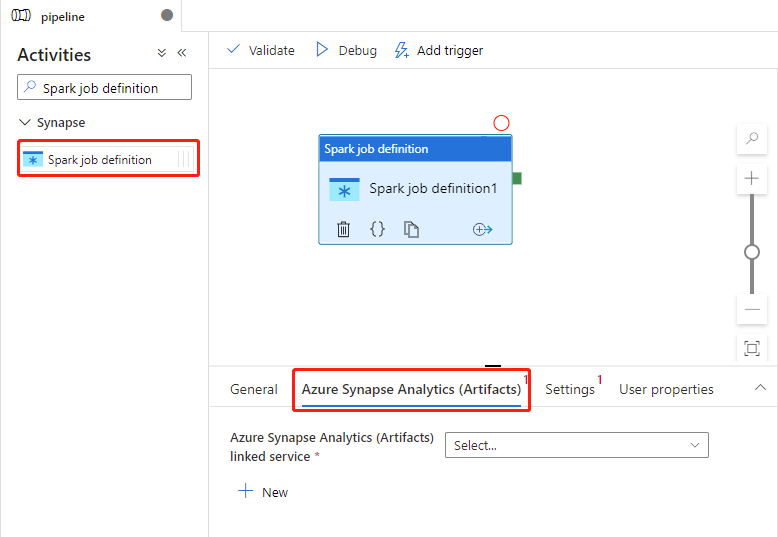 pipeline
Activities
Spark job definition
Synapse
Spark job definition
Validate
Debug
Add trigger
Spark job definition
Spark job definition1
General
Azure Synapse Analytics (Artifacts) 1
Settings 1
User properties
Azure Synapse Analytics (Artifacts)
linked service *
Select...
New